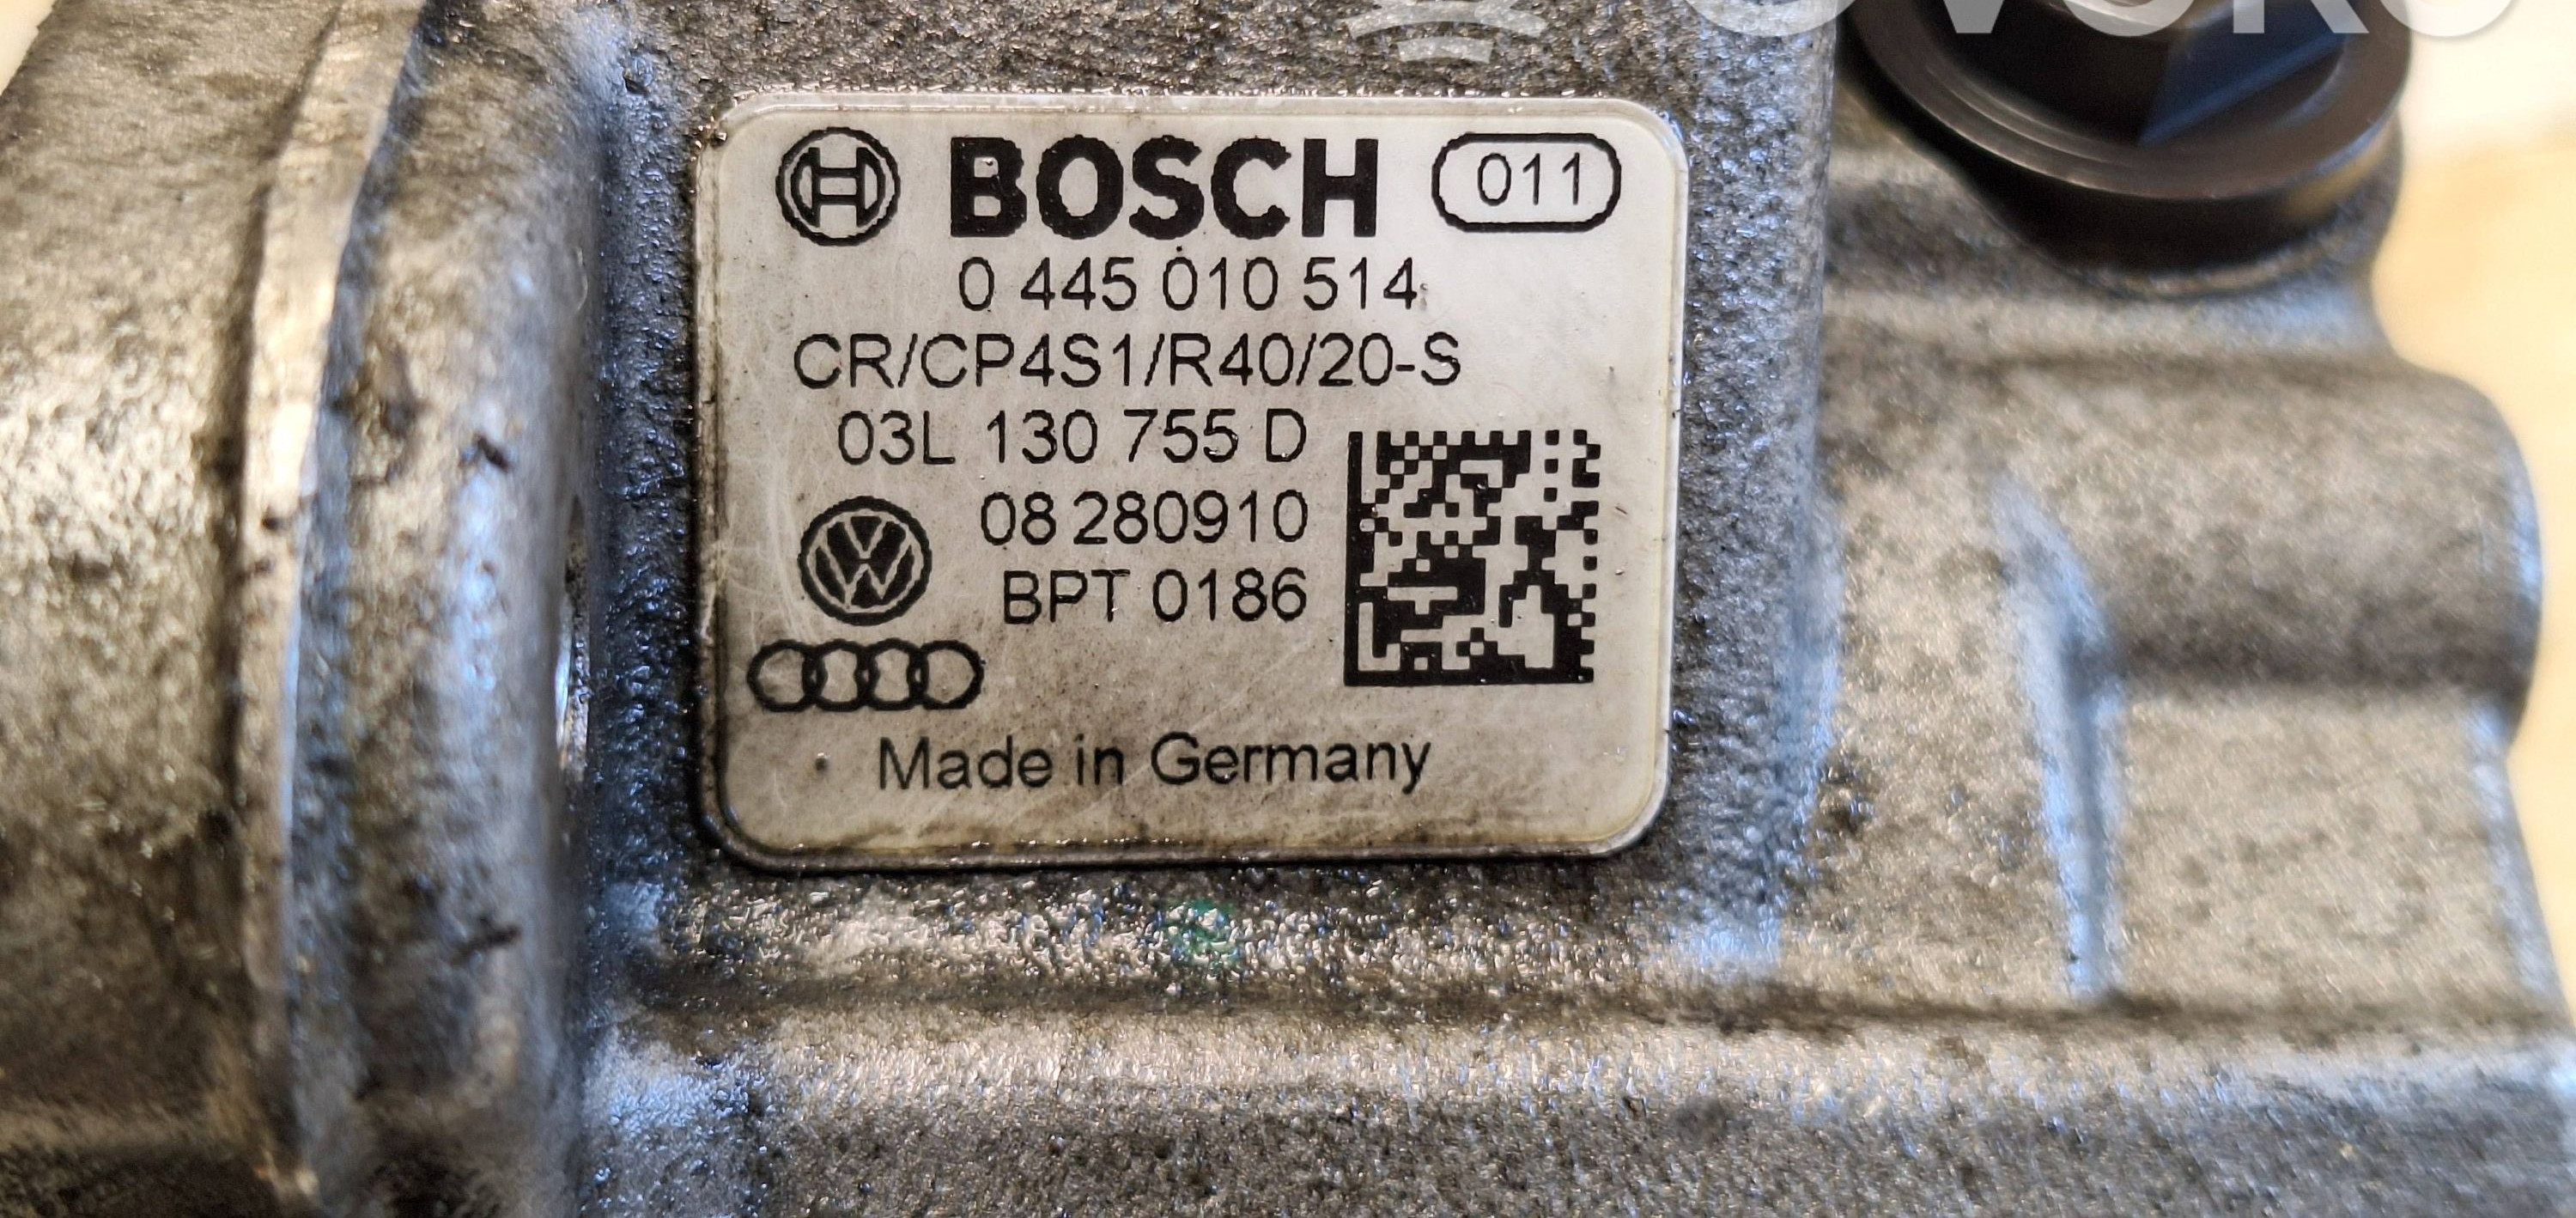 BOSCH 011
0 445 010 514
CR/CP4S1/R40/20-S
03L 130 755 D
08 280910
BPT 0186
Made in Germany